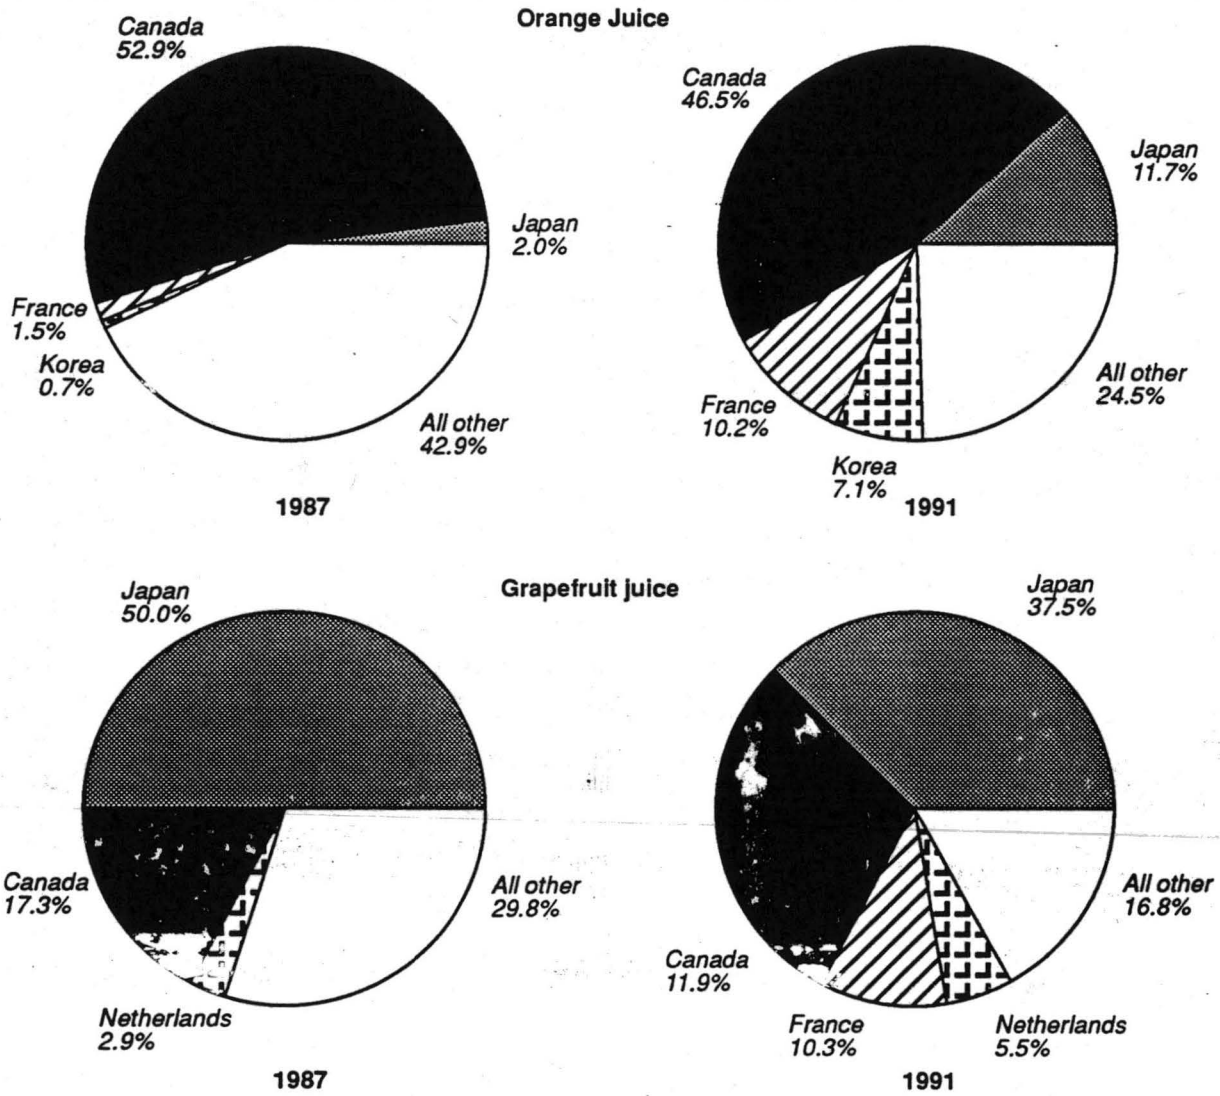 Orange Juice
Canada
52.9%
Japan
2.0%
France
1.5%
Korea
0.7%
All other
42.9%
1987
Canada
46.5%
Japan
11.7%
All other
24.5%
France
10.2%
Korea
7.1%
1991
Grapefruit juice
Japan
50.0%
Canada
17.3%
All other
29.8%
Netherlands
2.9%
1987
Japan
37.5%
All other
16.8%
Canada
11.9%
France
10.3%
Netherlands
5.5%
1991